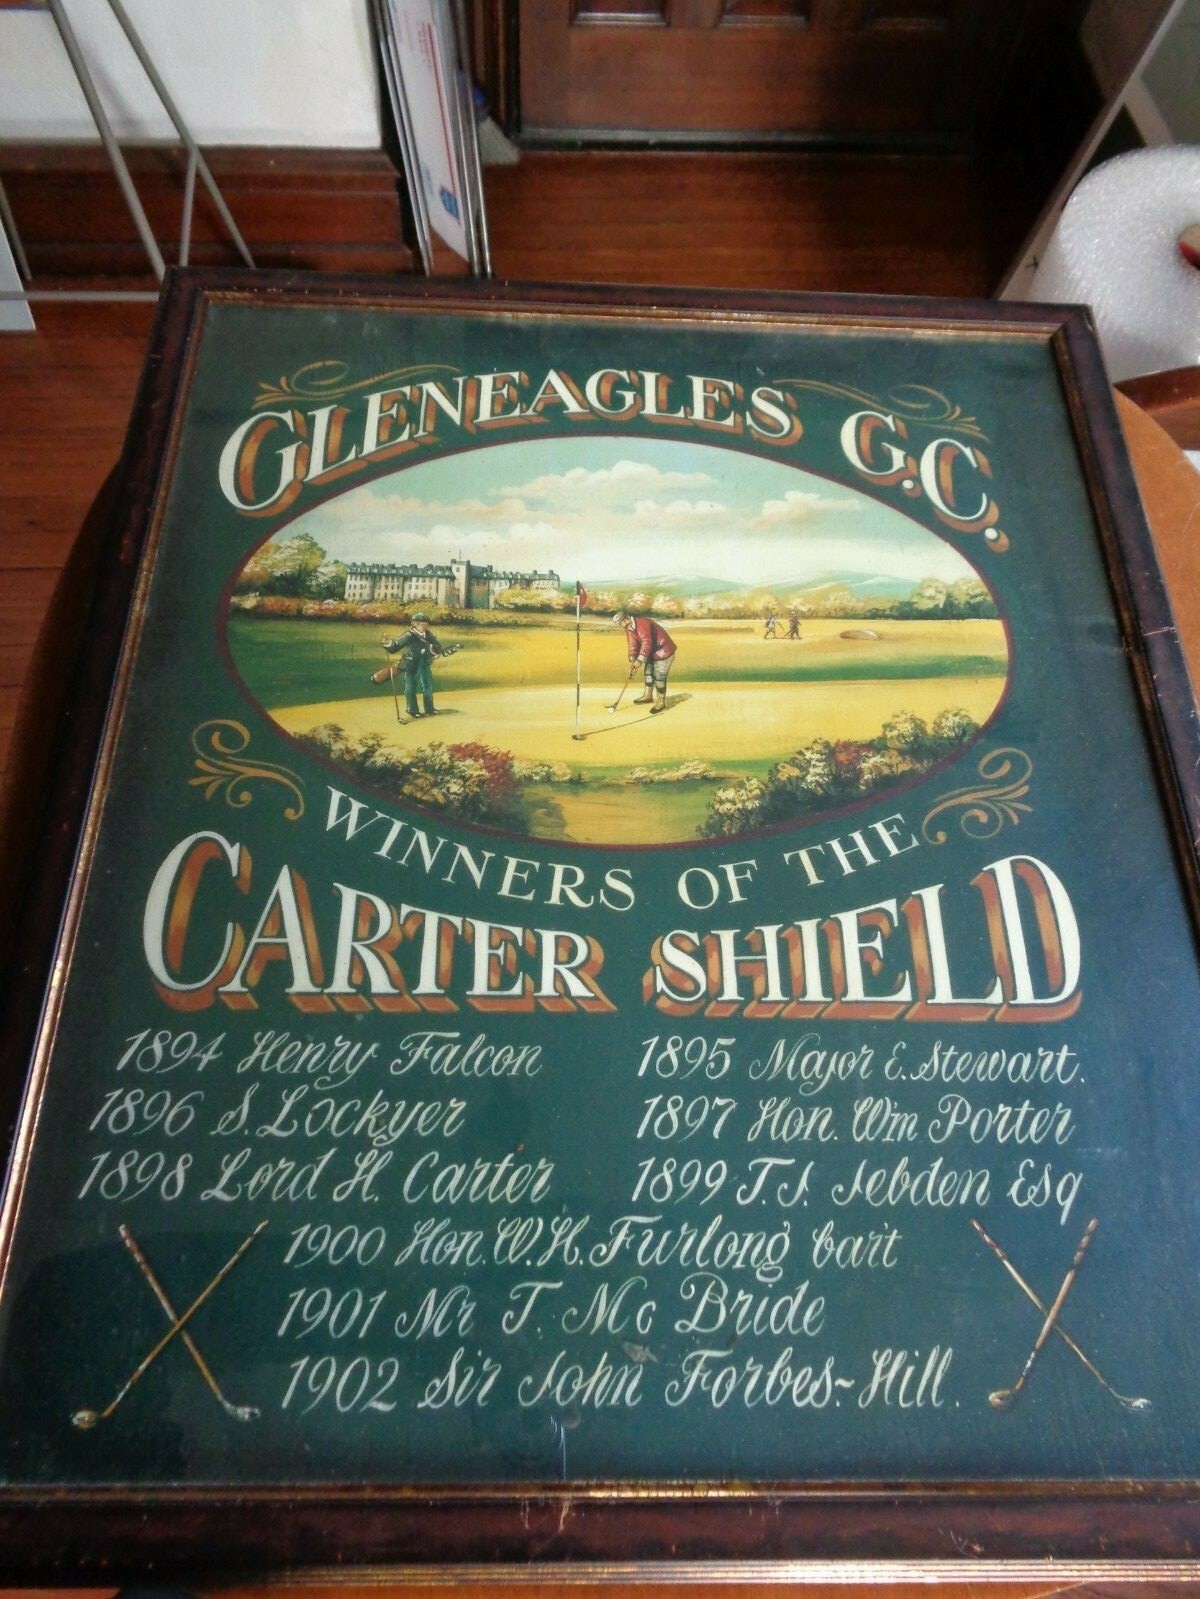 GLENEAGLES G.C.
WINNERS OF THE
CARTER SHIELD
1894 Henry Falcon 1895 Major E. Stewart.
1896 S. Lockyer 1897 Hon. Wm Porter
1898 Lord H. Carter 1899 T.J. Jebden Esq
1900 Hon. W.H. Furlong bart
1901 Mr T. Mc Bride
1902 Sir John Forbes-Hill.